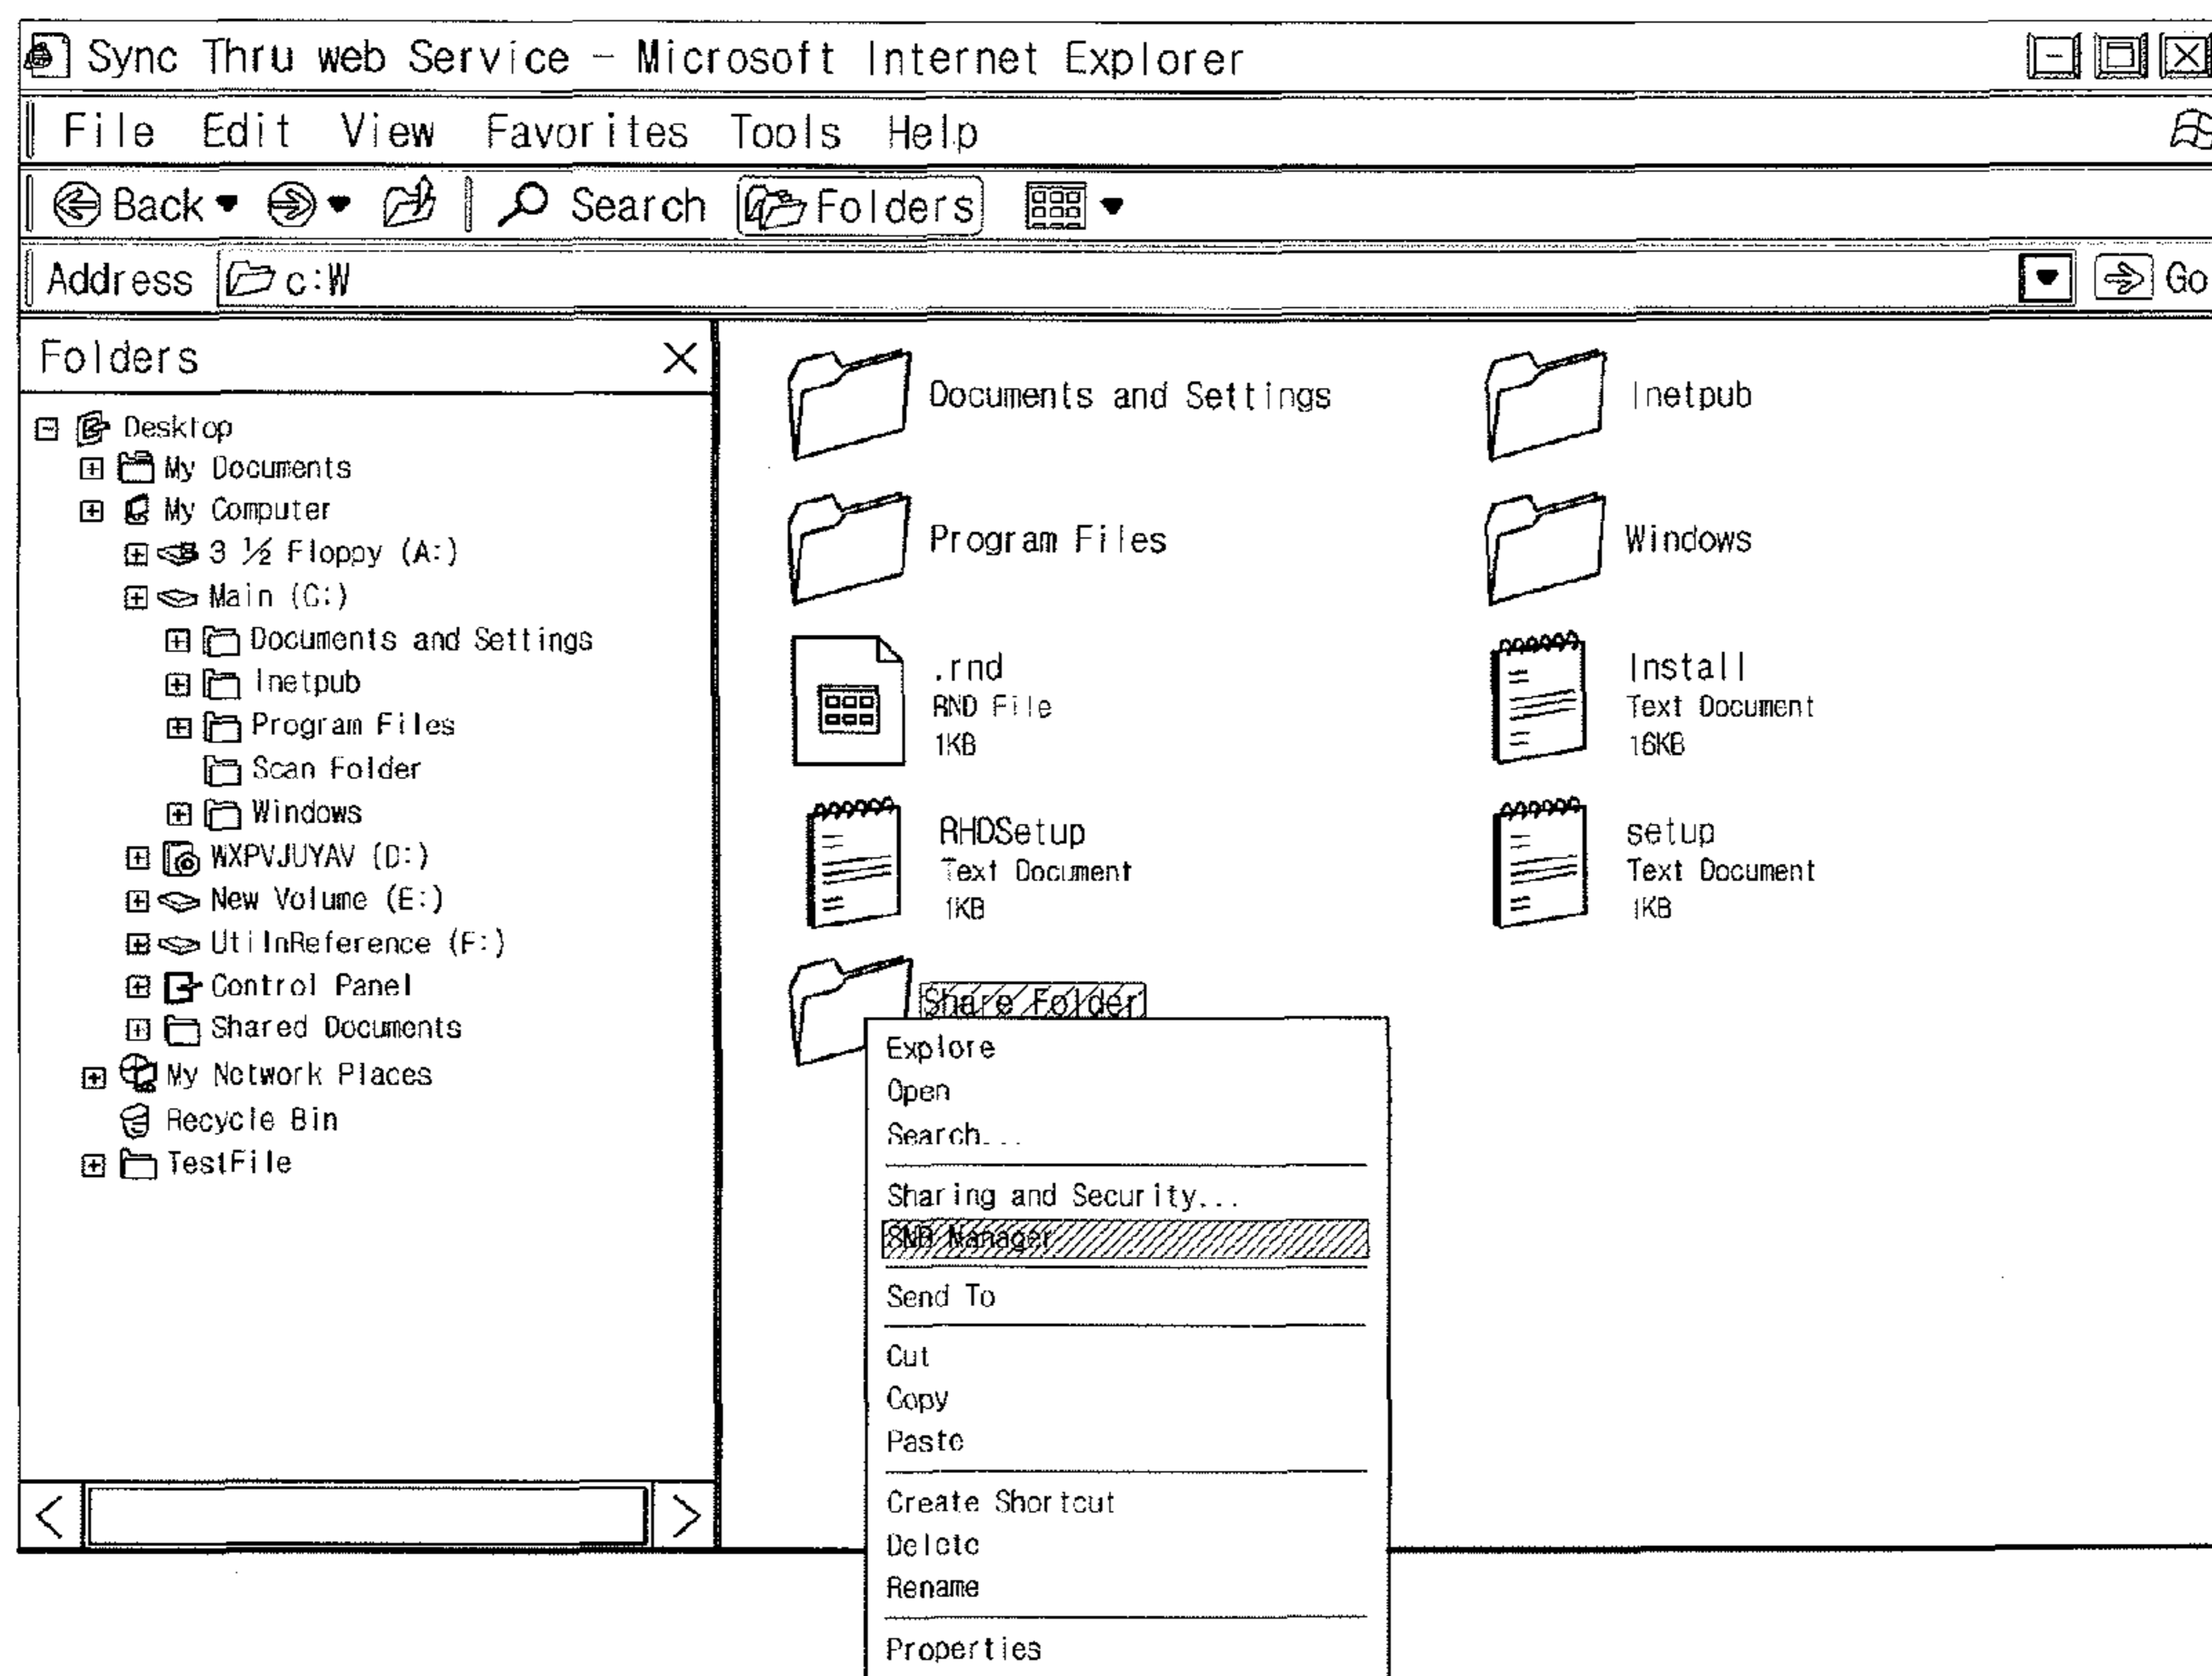 Sync Thru web Service - Microsoft Internet Explorer
File Edit View Favorites Tools Help
Back Search Folders
Address c:W Go
Folders
Desktop
My Documents
My Computer
3 ½ Floppy (A:)
Main (C:)
Documents and Settings
Inetpub
Program Files
Scan Folder
Windows
WXPVJUYAV (D:)
New Volume (E:)
UtilnReference (F:)
Control Panel
Shared Documents
My Network Places
Recycle Bin
TestFile
Documents and Settings
Inetpub
Program Files
Windows
.rnd
RND File
1KB
Install
Text Document
16KB
RHDSetup
Text Document
1KB
setup
Text Document
1KB
Share Folder
Explore
Open
Search...
Sharing and Security...
SNB Manager
Send To
Cut
Copy
Paste
Create Shortcut
Delete
Rename
Properties